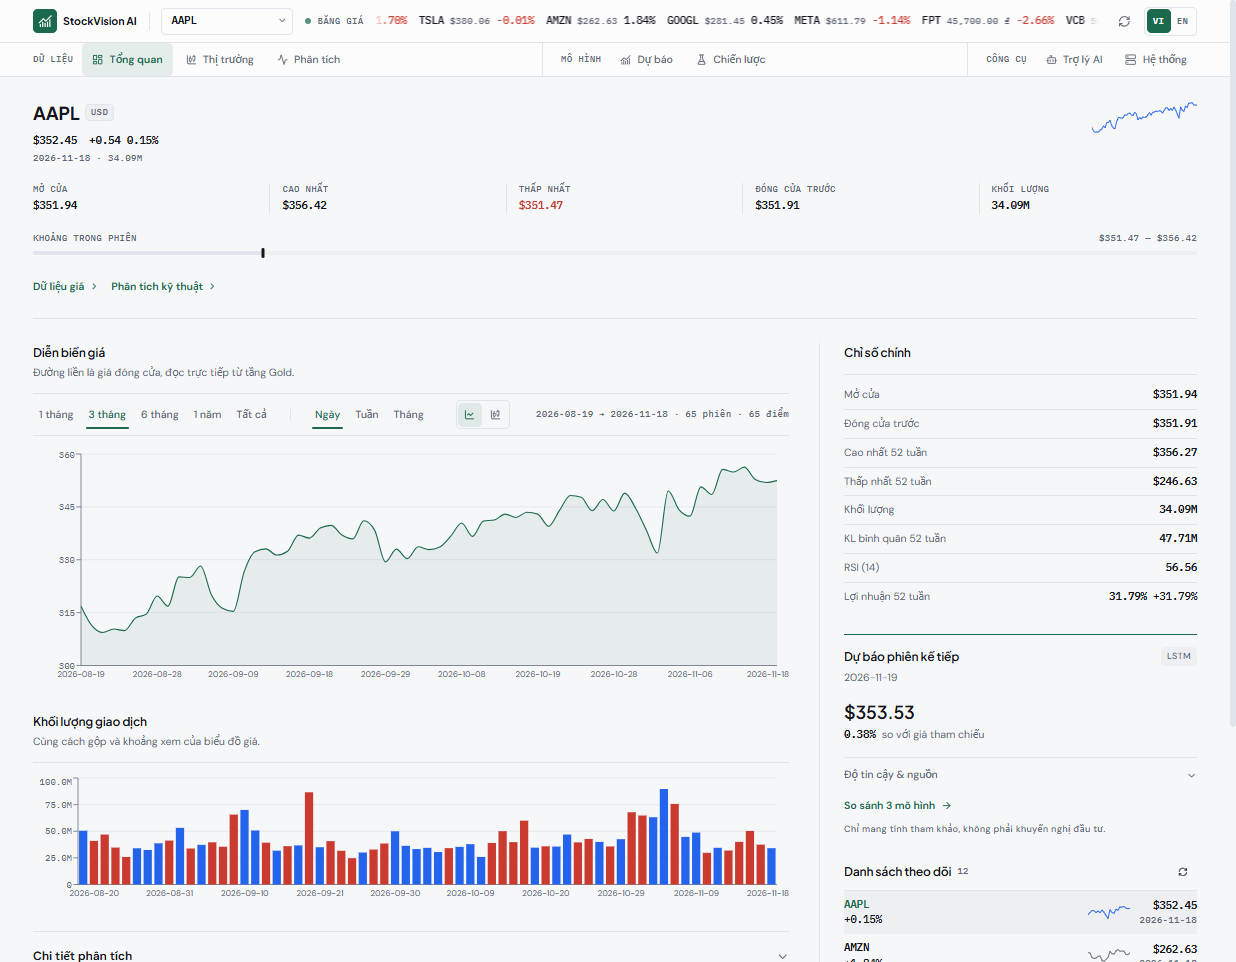 StockVision AI
AAPL
BẢNG GIÁ
1.70% TSLA $380.06 -0.01% AMZN $262.63 1.84% GOOGL $281.45 0.45% META $611.79 -1.14% FPT 45,700.00 ₫ -2.66% VCB
VI EN
DỮ LIỆU Tổng quan Thị trường Phân tích
MÔ HÌNH Dự báo Chiến lược
CÔNG CỤ Trợ lý AI Hệ thống
AAPL USD
$352.45 +0.54 0.15%
2026-11-18 · 34.09M
MỞ CỬA
$351.94
CAO NHẤT
$356.42
THẤP NHẤT
$351.47
ĐÓNG CỬA TRƯỚC
$351.91
KHỐI LƯỢNG
34.09M
KHOẢNG TRONG PHIÊN
$351.47 — $356.42
Dữ liệu giá
Phân tích kỹ thuật
Diễn biến giá
Đường liền là giá đóng cửa, đọc trực tiếp từ tầng Gold.
1 tháng 3 tháng 6 tháng 1 năm Tất cả
Ngày Tuần Tháng
2026-08-19 → 2026-11-18 · 65 phiên · 65 điểm
360
345
330
315
300
2026-08-19 2026-08-28 2026-09-09 2026-09-18 2026-09-29 2026-10-08 2026-10-19 2026-10-28 2026-11-06 2026-11-18
Khối lượng giao dịch
Cùng cách gộp và khoảng xem của biểu đồ giá.
100.0M
75.0M
50.0M
25.0M
0
2026-08-20 2026-08-31 2026-09-10 2026-09-21 2026-09-30 2026-10-09 2026-10-20 2026-10-29 2026-11-09 2026-11-18
Chi tiết phân tích
Chỉ số chính
Mở cửa $351.94
Đóng cửa trước $351.91
Cao nhất 52 tuần $356.27
Thấp nhất 52 tuần $246.63
Khối lượng 34.09M
KL bình quân 52 tuần 47.71M
RSI (14) 56.56
Lợi nhuận 52 tuần 31.79% +31.79%
Dự báo phiên kế tiếp LSTM
2026-11-19
$353.53
0.38% so với giá tham chiếu
Độ tin cậy & nguồn
So sánh 3 mô hình →
Chỉ mang tính tham khảo, không phải khuyến nghị đầu tư.
Danh sách theo dõi 12
AAPL $352.45
+0.15% 2026-11-18
AMZN $262.63